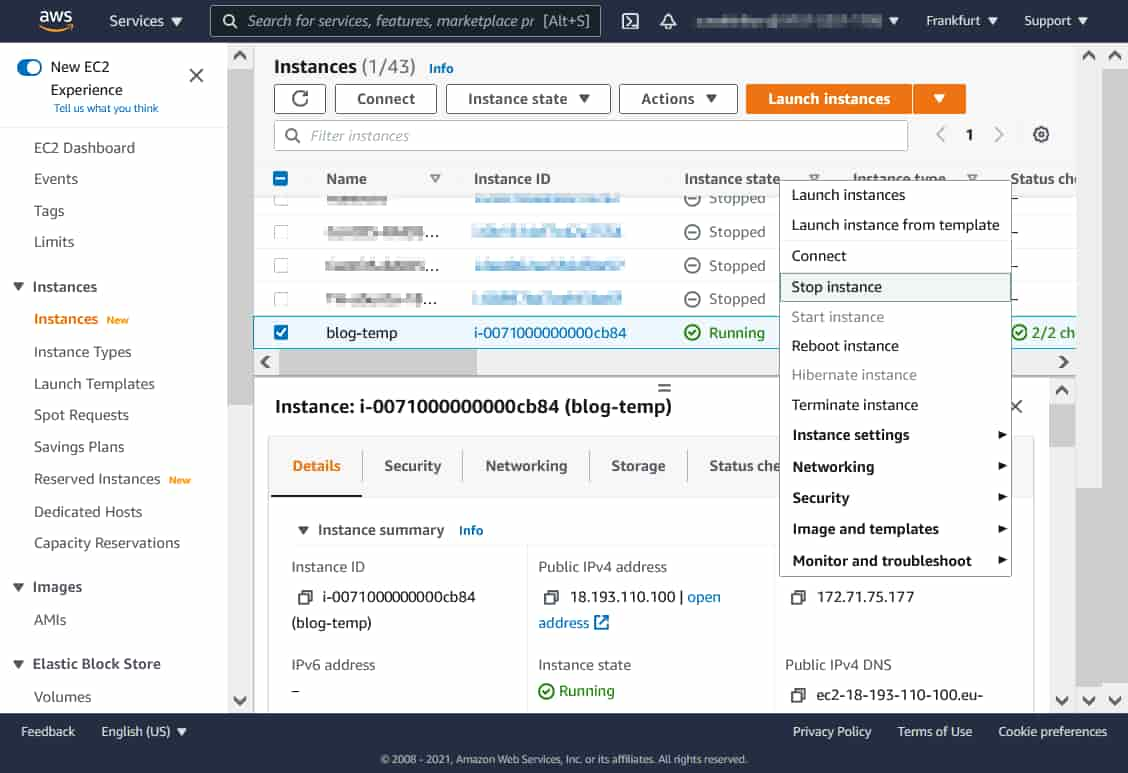 aws Services Search for services, features, marketplace pr [Alt+S] Frankfurt Support
New EC2
Experience
Tell us what you think
EC2 Dashboard
Events
Tags
Limits
Instances
Instances New
Instance Types
Launch Templates
Spot Requests
Savings Plans
Reserved Instances New
Dedicated Hosts
Capacity Reservations
Images
AMIs
Elastic Block Store
Volumes
Instances (1/43) Info
Connect Instance state Actions Launch instances
Filter instances 1
Name Instance ID Instance state Instance type Status che
Stopped –
... Stopped –
... Stopped –
... Stopped –
blog-temp i-0071000000000cb84 Running 2/2 ch
Launch instances
Launch instance from template
Connect
Stop instance
Start instance
Reboot instance
Hibernate instance
Terminate instance
Instance settings
Networking
Security
Image and templates
Monitor and troubleshoot
Instance: i-0071000000000cb84 (blog-temp)
Details Security Networking Storage Status che
Instance summary Info
Instance ID
i-0071000000000cb84
(blog-temp)
Public IPv4 address
18.193.110.100 | open
address
172.71.75.177
IPv6 address
–
Instance state
Running
Public IPv4 DNS
ec2-18-193-110-100.eu-
Feedback English (US) Privacy Policy Terms of Use Cookie preferences
© 2008 - 2021, Amazon Web Services, Inc. or its affiliates. All rights reserved.